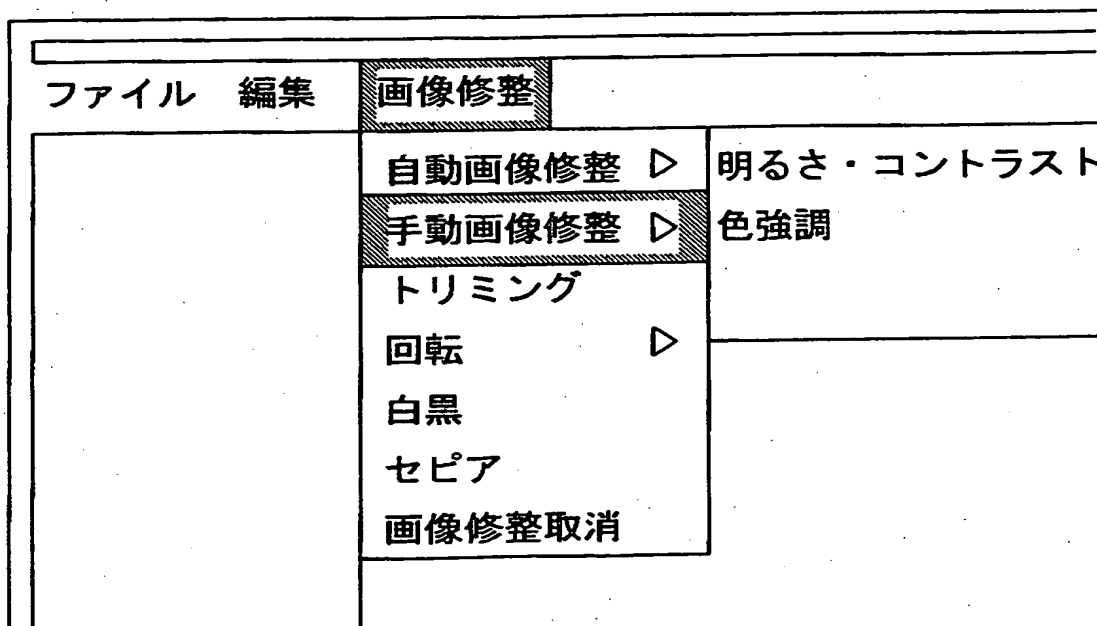 ファイル 編集 画像修整
自動画像修整 ▷
手動画像修整 ▷
トリミング
回転 ▷
白黒
セピア
画像修整取消
明るさ・コントラスト
色強調